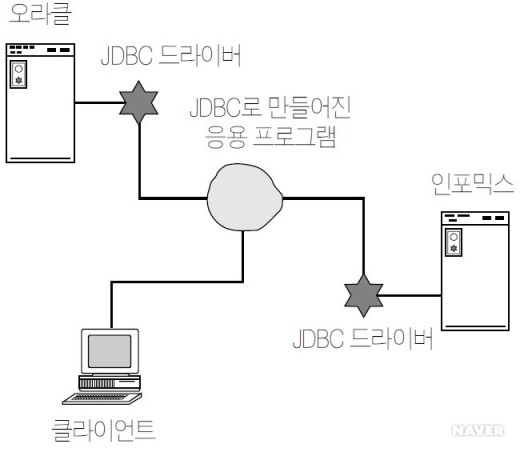 오라클
JDBC 드라이버
JDBC로 만들어진
응용 프로그램
인포믹스
JDBC 드라이버
클라이언트
NAVER